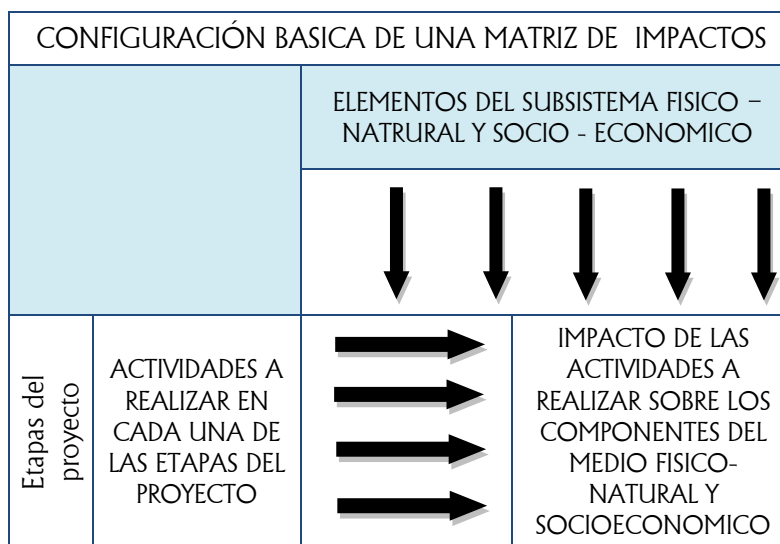 CONFIGURACIÓN BASICA DE UNA MATRIZ DE IMPACTOS
ELEMENTOS DEL SUBSISTEMA FISICO –
NATRURAL Y SOCIO - ECONOMICO
Etapas del
proyecto
ACTIVIDADES A
REALIZAR EN
CADA UNA DE
LAS ETAPAS DEL
PROYECTO
IMPACTO DE LAS
ACTIVIDADES A
REALIZAR SOBRE LOS
COMPONENTES DEL
MEDIO FISICO-
NATURAL Y
SOCIOECONOMICO